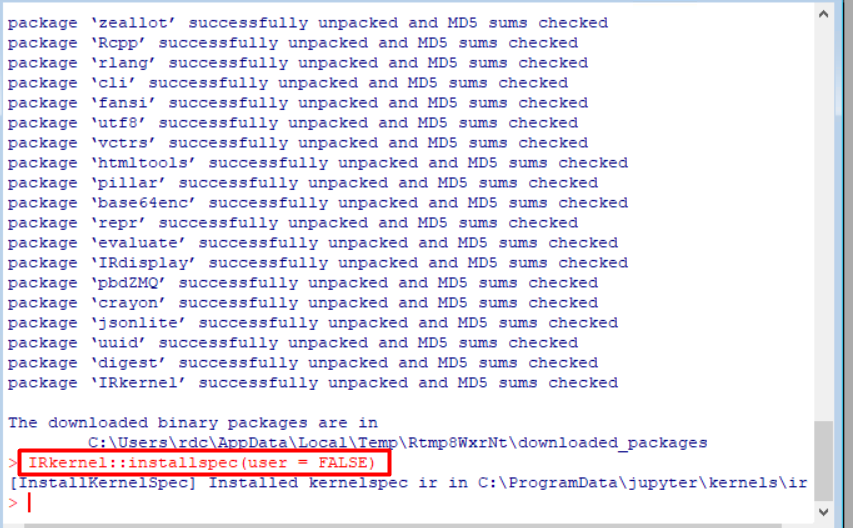 package ‘zeallot’ successfully unpacked and MD5 sums checked
package ‘Rcpp’ successfully unpacked and MD5 sums checked
package ‘rlang’ successfully unpacked and MD5 sums checked
package ‘cli’ successfully unpacked and MD5 sums checked
package ‘fansi’ successfully unpacked and MD5 sums checked
package ‘utf8’ successfully unpacked and MD5 sums checked
package ‘vctrs’ successfully unpacked and MD5 sums checked
package ‘htmltools’ successfully unpacked and MD5 sums checked
package ‘pillar’ successfully unpacked and MD5 sums checked
package ‘base64enc’ successfully unpacked and MD5 sums checked
package ‘repr’ successfully unpacked and MD5 sums checked
package ‘evaluate’ successfully unpacked and MD5 sums checked
package ‘IRdisplay’ successfully unpacked and MD5 sums checked
package ‘pbdZMQ’ successfully unpacked and MD5 sums checked
package ‘crayon’ successfully unpacked and MD5 sums checked
package ‘jsonlite’ successfully unpacked and MD5 sums checked
package ‘uuid’ successfully unpacked and MD5 sums checked
package ‘digest’ successfully unpacked and MD5 sums checked
package ‘IRkernel’ successfully unpacked and MD5 sums checked
The downloaded binary packages are in
C:\Users\rdc\AppData\Local\Temp\Rtmp8WxrNt\downloaded_packages
> IRkernel::installspec(user = FALSE)
[InstallKernelSpec] Installed kernelspec ir in C:\ProgramData\jupyter\kernels\ir
>